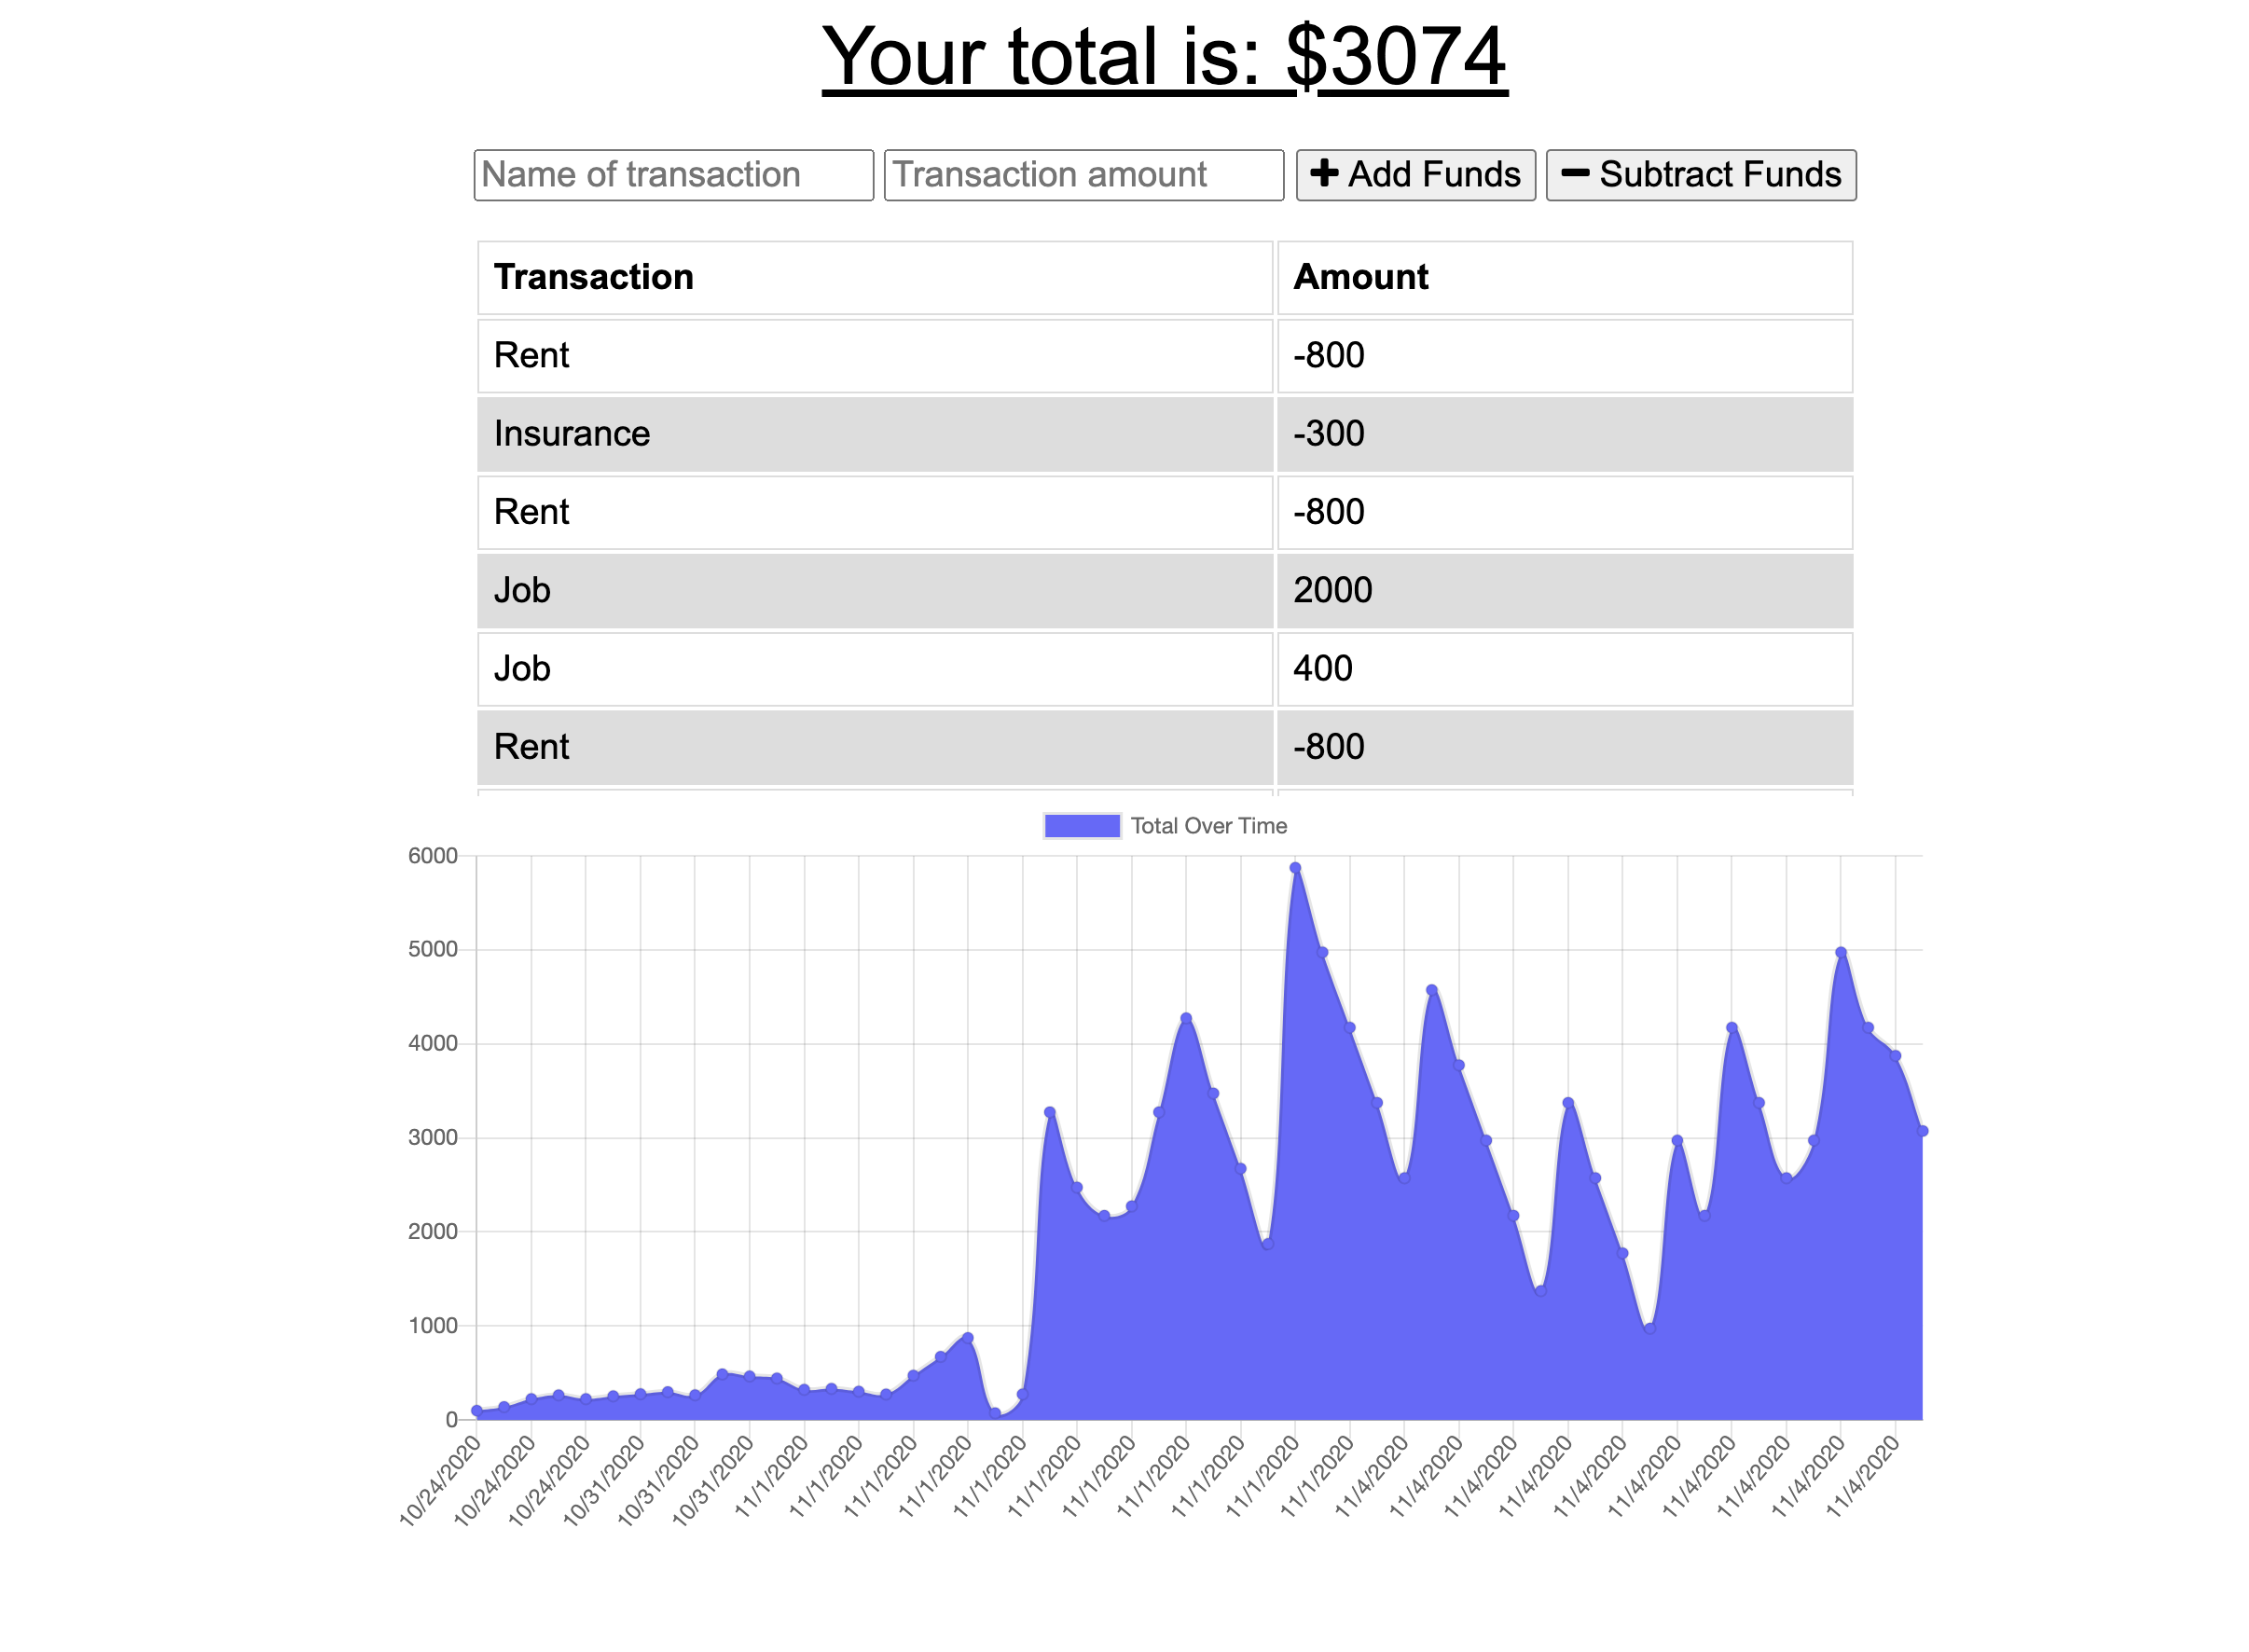 Your total is: $3074
Name of transaction Transaction amount + Add Funds − Subtract Funds
Transaction Amount
Rent -800
Insurance -300
Rent -800
Job 2000
Job 400
Rent -800
Total Over Time
6000
5000
4000
3000
2000
1000
0
10/24/2020 10/24/2020 10/24/2020 10/31/2020 10/31/2020 10/31/2020 11/1/2020 11/1/2020 11/1/2020 11/1/2020 11/1/2020 11/1/2020 11/1/2020 11/1/2020 11/1/2020 11/1/2020 11/1/2020 11/4/2020 11/4/2020 11/4/2020 11/4/2020 11/4/2020 11/4/2020 11/4/2020 11/4/2020 11/4/2020 11/4/2020